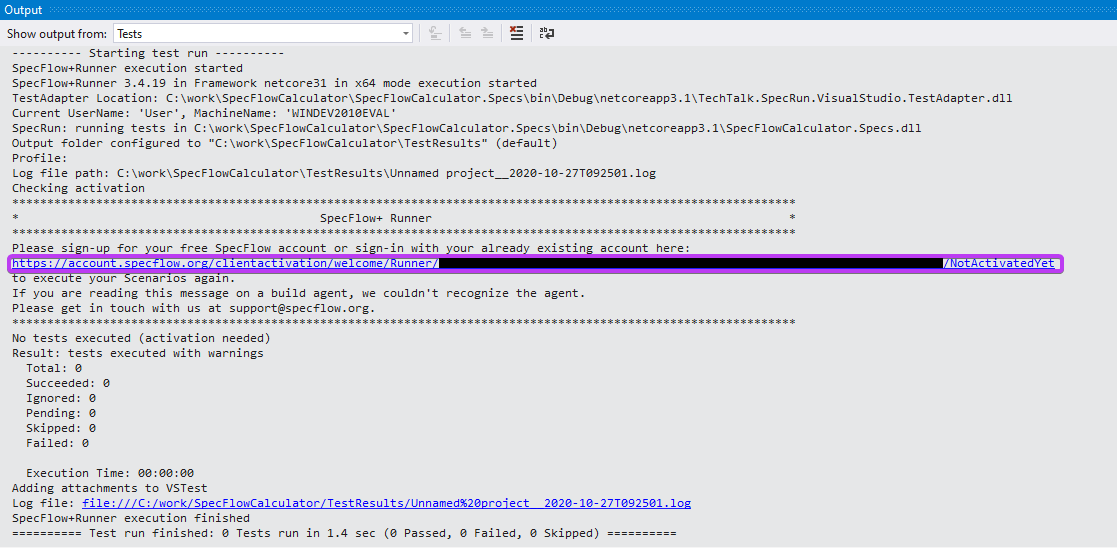 Output
Show output from: Tests
---------- Starting test run ----------
SpecFlow+Runner execution started
SpecFlow+Runner 3.4.19 in Framework netcore31 in x64 mode execution started
TestAdapter Location: C:\work\SpecFlowCalculator\SpecFlowCalculator.Specs\bin\Debug\netcoreapp3.1\TechTalk.SpecRun.VisualStudio.TestAdapter.dll
Current UserName: 'User', MachineName: 'WINDEV2010EVAL'
SpecRun: running tests in C:\work\SpecFlowCalculator\SpecFlowCalculator.Specs\bin\Debug\netcoreapp3.1\SpecFlowCalculator.Specs.dll
Output folder configured to "C:\work\SpecFlowCalculator\TestResults" (default)
Profile:
Log file path: C:\work\SpecFlowCalculator\TestResults\Unnamed project__2020-10-27T092501.log
Checking activation
****************************************************************************************************************
* SpecFlow+ Runner *
****************************************************************************************************************
Please sign-up for your free SpecFlow account or sign-in with your already existing account here:
https://account.specflow.org/clientactivation/welcome/Runner/ /NotActivatedYet
to execute your Scenarios again.
If you are reading this message on a build agent, we couldn't recognize the agent.
Please get in touch with us at support@specflow.org.
****************************************************************************************************************
No tests executed (activation needed)
Result: tests executed with warnings
Total: 0
Succeeded: 0
Ignored: 0
Pending: 0
Skipped: 0
Failed: 0
Execution Time: 00:00:00
Adding attachments to VSTest
Log file: file:///C:/work/SpecFlowCalculator/TestResults/Unnamed%20project__2020-10-27T092501.log
SpecFlow+Runner execution finished
========== Test run finished: 0 Tests run in 1.4 sec (0 Passed, 0 Failed, 0 Skipped) ==========